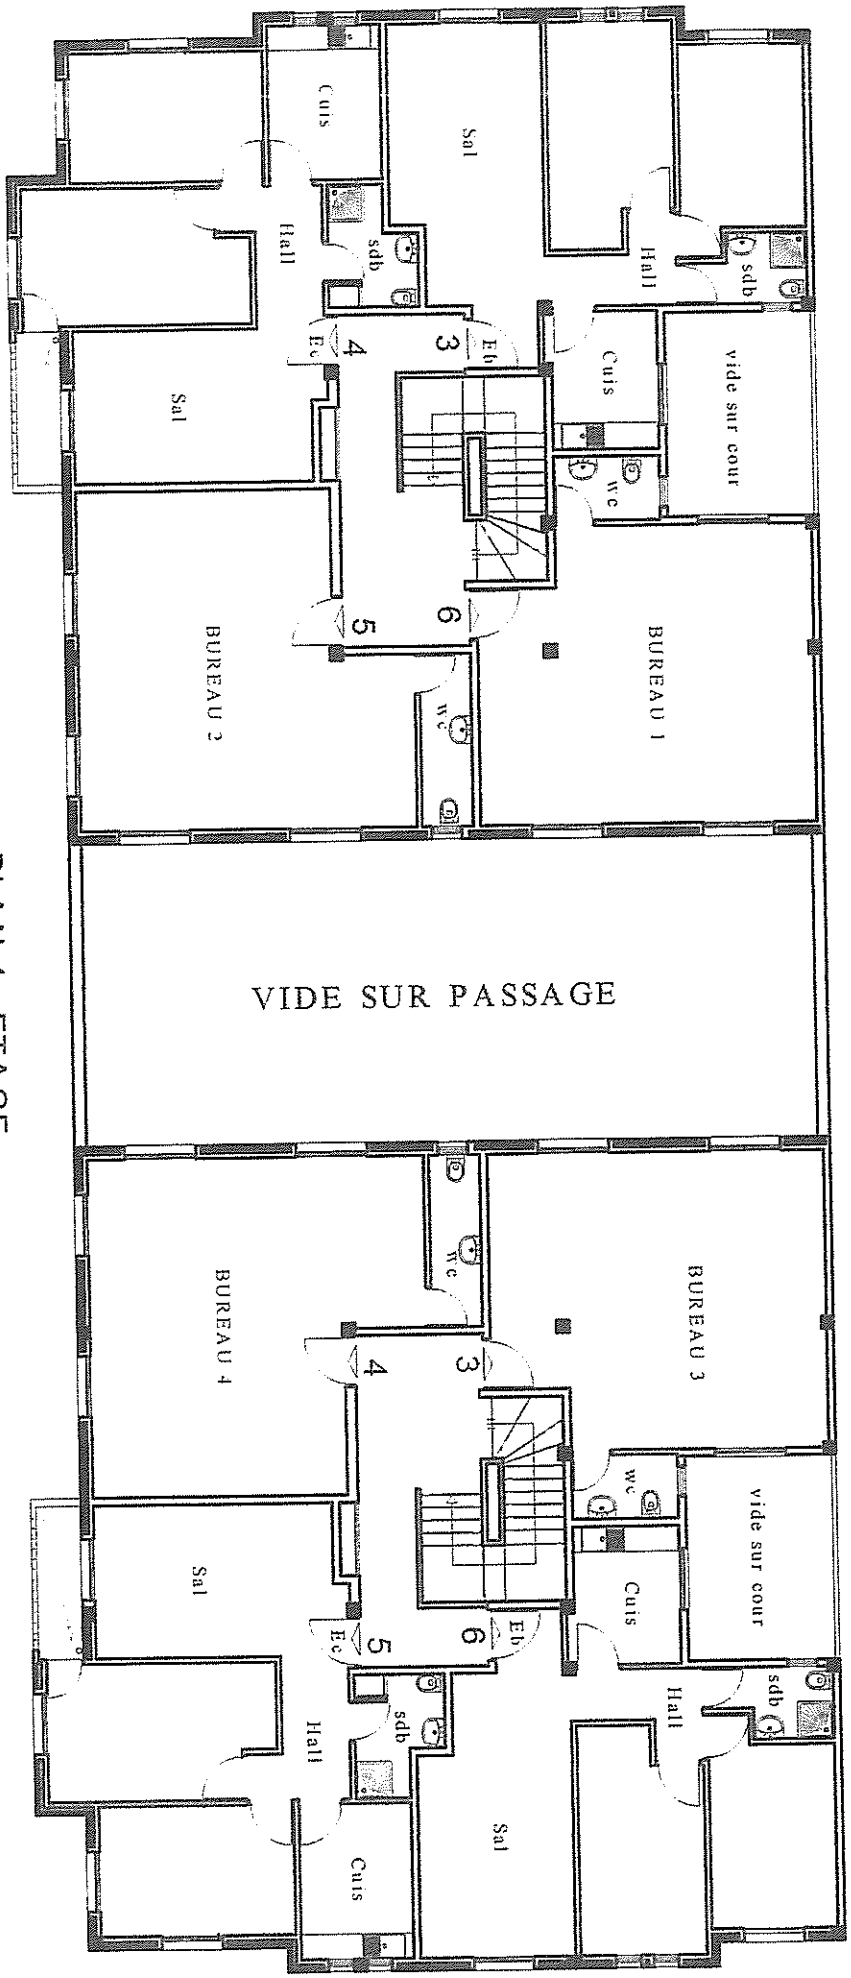 Cuis
Sal
Hall
sdb
Hall
sdb
Ec
4
3
Eb
Cuis
vide sur cour
Sal
wc
5
6
BUREAU 2
wc
BUREAU 1
VIDE SUR PASSAGE
BUREAU 4
wc
BUREAU 3
4
3
wc
vide sur cour
Sal
Cuis
Ec
5
6
Eb
Hall
sdb
Hall
sdb
Cuis
Sal